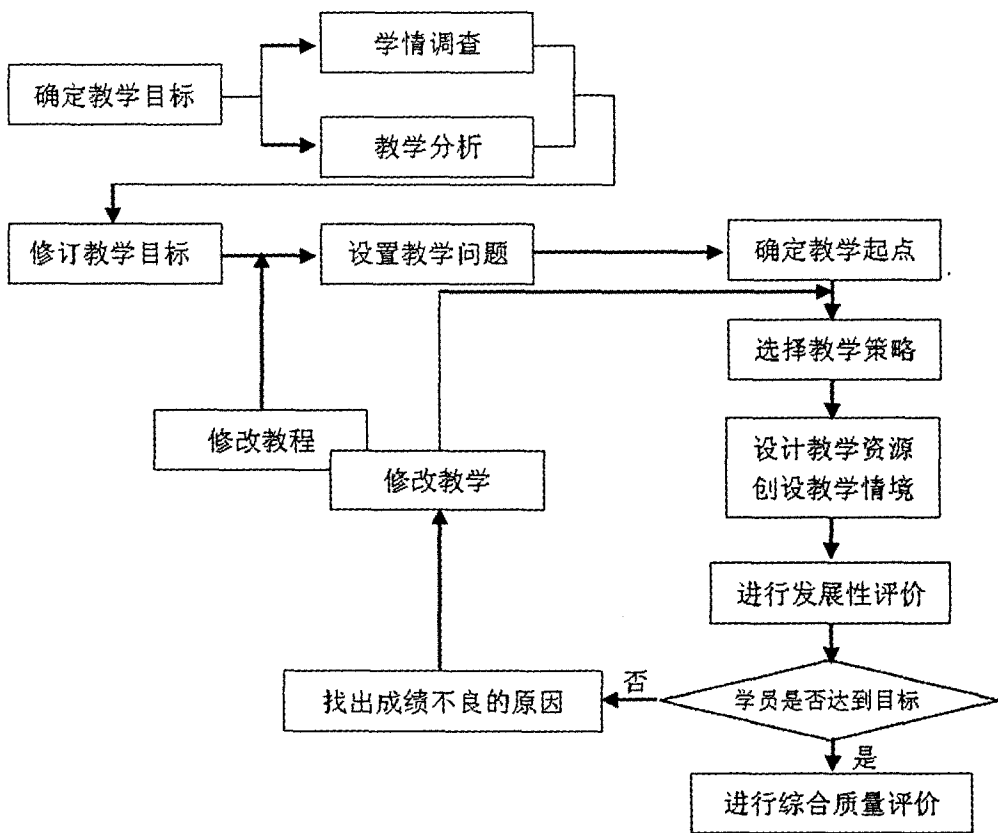 学情调查
确定教学目标
教学分析
修订教学目标
设置教学问题
确定教学起点
选择教学策略
修改教程
修改教学
设计教学资源
创设教学情境
进行发展性评价
找出成绩不良的原因
否
学员是否达到目标
是
进行综合质量评价